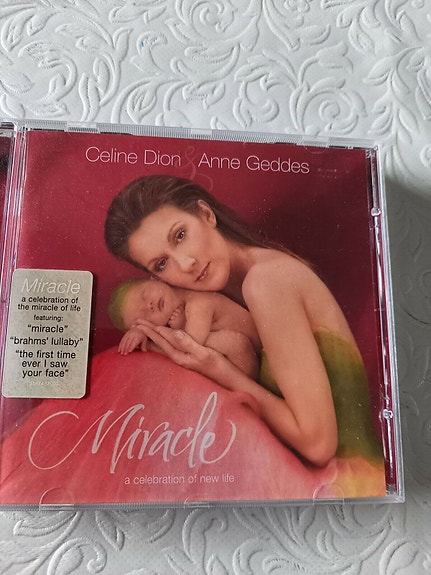 Celine Dion & Anne Geddes
Miracle
a celebration of
the miracle of life
featuring:
"miracle"
"brahms' lullaby"
"the first time
ever I saw
your face"
Miracle
a celebration of new life